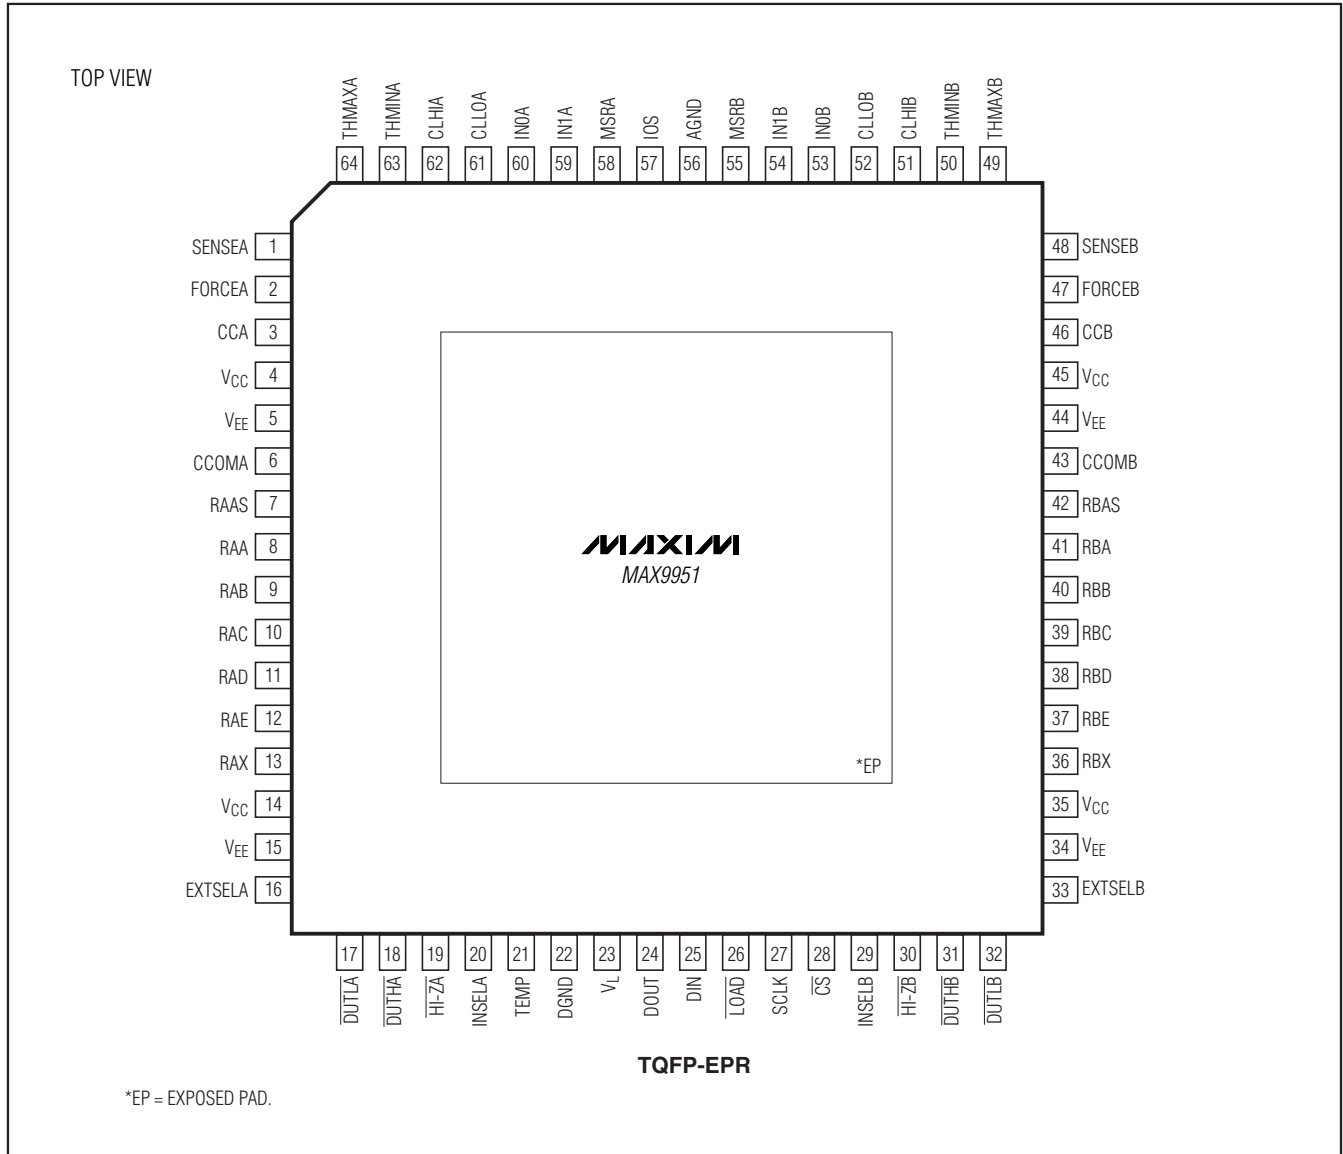 TOP VIEW
THMAXA
THMINA
CLHIA
CLLOA
IN0A
IN1A
MSRA
IOS
AGND
MSRB
IN1B
IN0B
CLLOB
CLHIB
THMINB
THMAXB
64 63 62 61 60 59 58 57 56 55 54 53 52 51 50 49
SENSEA 1
FORCEA 2
CCA 3
VCC 4
VEE 5
CCOMA 6
RAAS 7
RAA 8
RAB 9
RAC 10
RAD 11
RAE 12
RAX 13
VCC 14
VEE 15
EXTSELA 16
MAXIM
MAX9951
*EP
48 SENSEB
47 FORCEB
46 CCB
45 VCC
44 VEE
43 CCOMB
42 RBAS
41 RBA
40 RBB
39 RBC
38 RBD
37 RBE
36 RBX
35 VCC
34 VEE
33 EXTSELB
17 18 19 20 21 22 23 24 25 26 27 28 29 30 31 32
DUTLA
DUTHA
HI-ZA
INSELA
TEMP
DGND
VL
DOUT
DIN
LOAD
SCLK
CS
INSELB
HI-ZB
DUTHB
DUTLB
TQFP-EPR
*EP = EXPOSED PAD.